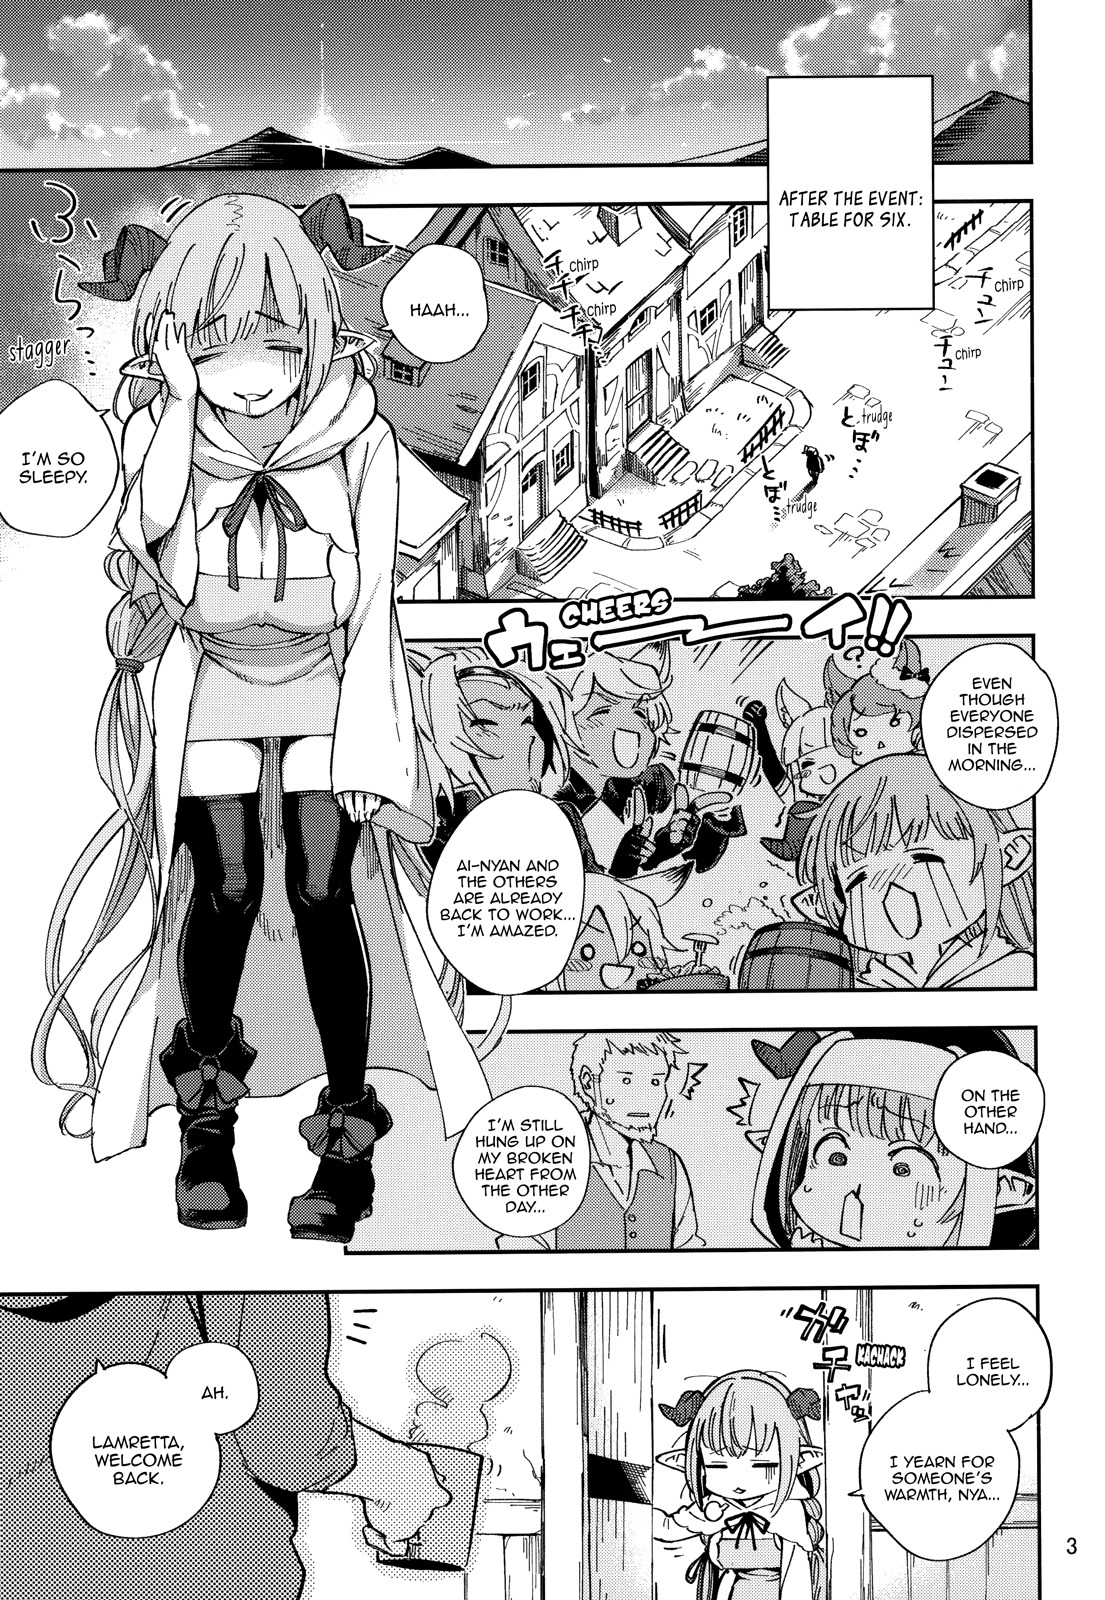 AFTER THE EVENT:
TABLE FOR SIX.
チュン
chirp
チュン
chirp
チチチチ
chirp
chirp
とぼ…
trudge
とぼ…
trudge
HAAH...
ふらっ…
stagger
I'M SO
SLEEPY.
CHEERS
ウェーーイ!!
EVEN
THOUGH
EVERYONE
DISPERSED
IN THE
MORNING...
AI-NYAN AND
THE OTHERS
ARE ALREADY
BACK TO WORK...
I'M AMAZED.
ON THE
OTHER
HAND...
I'M STILL
HUNG UP ON
MY BROKEN
HEART FROM
THE OTHER
DAY...
I FEEL
LONELY...
I YEARN FOR
SOMEONE'S
WARMTH, NYA...
ガチャッ
KACHACK
AH.
LAMRETTA,
WELCOME
BACK.
3